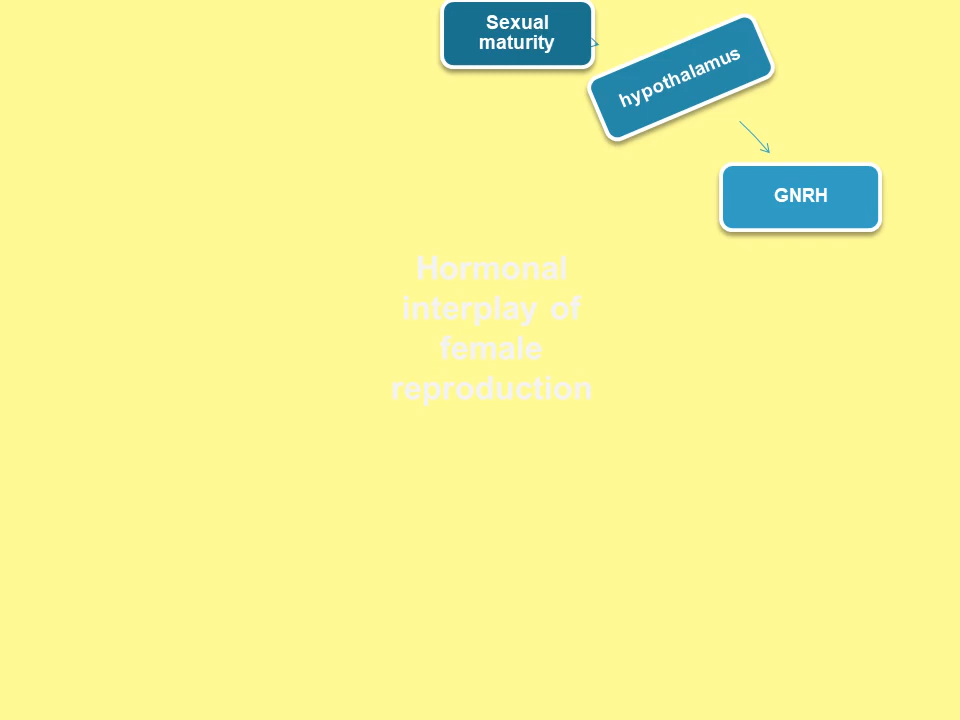 Sexual
maturity
hypothalamus
GNRH
Hormonal
interplay of
female
reproduction